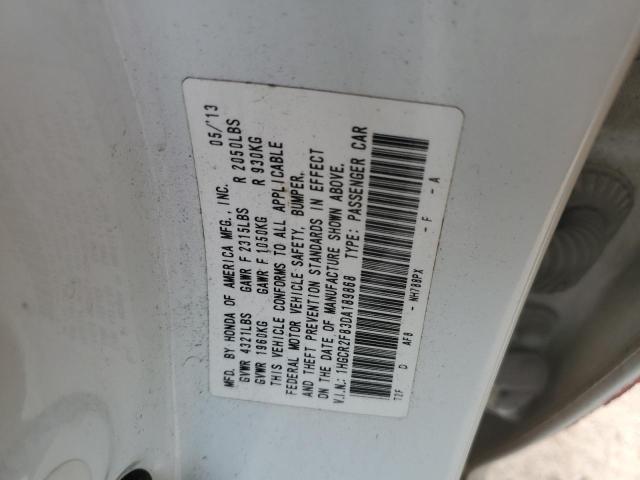 MFD. BY HONDA OF AMERICA MFG., INC. 05/'13
GVWR 4321LBS GAWR F 2315LBS R 2050LBS
GVWR 1960KG GAWR F 1050KG R 930KG
THIS VEHICLE CONFORMS TO ALL APPLICABLE
FEDERAL MOTOR VEHICLE SAFETY, BUMPER,
AND THEFT PREVENTION STANDARDS IN EFFECT
ON THE DATE OF MANUFACTURE SHOWN ABOVE.
V.I.N.: 1HGCR2F83DA189868 TYPE: PASSENGER CAR
T2F D AF8 - NH788PX - F - A